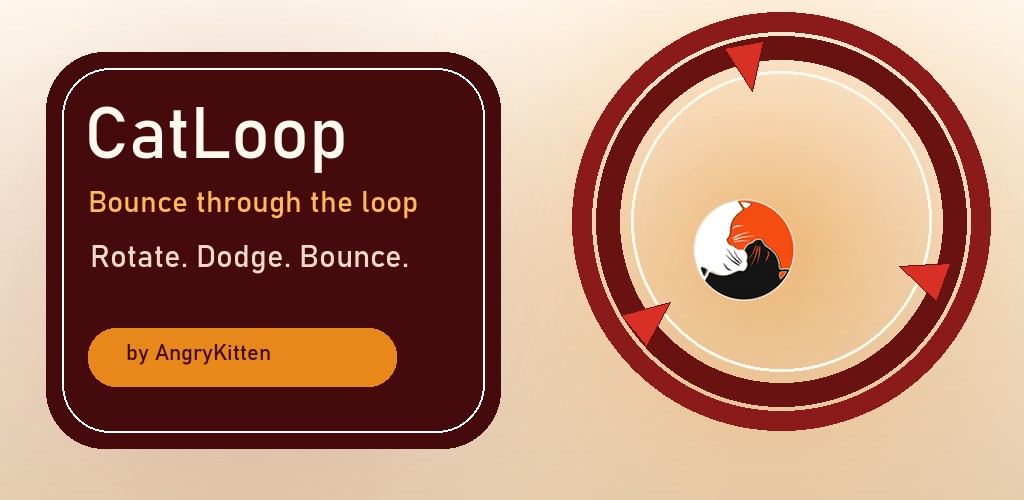 CatLoop
Bounce through the loop
Rotate. Dodge. Bounce.
by AngryKitten